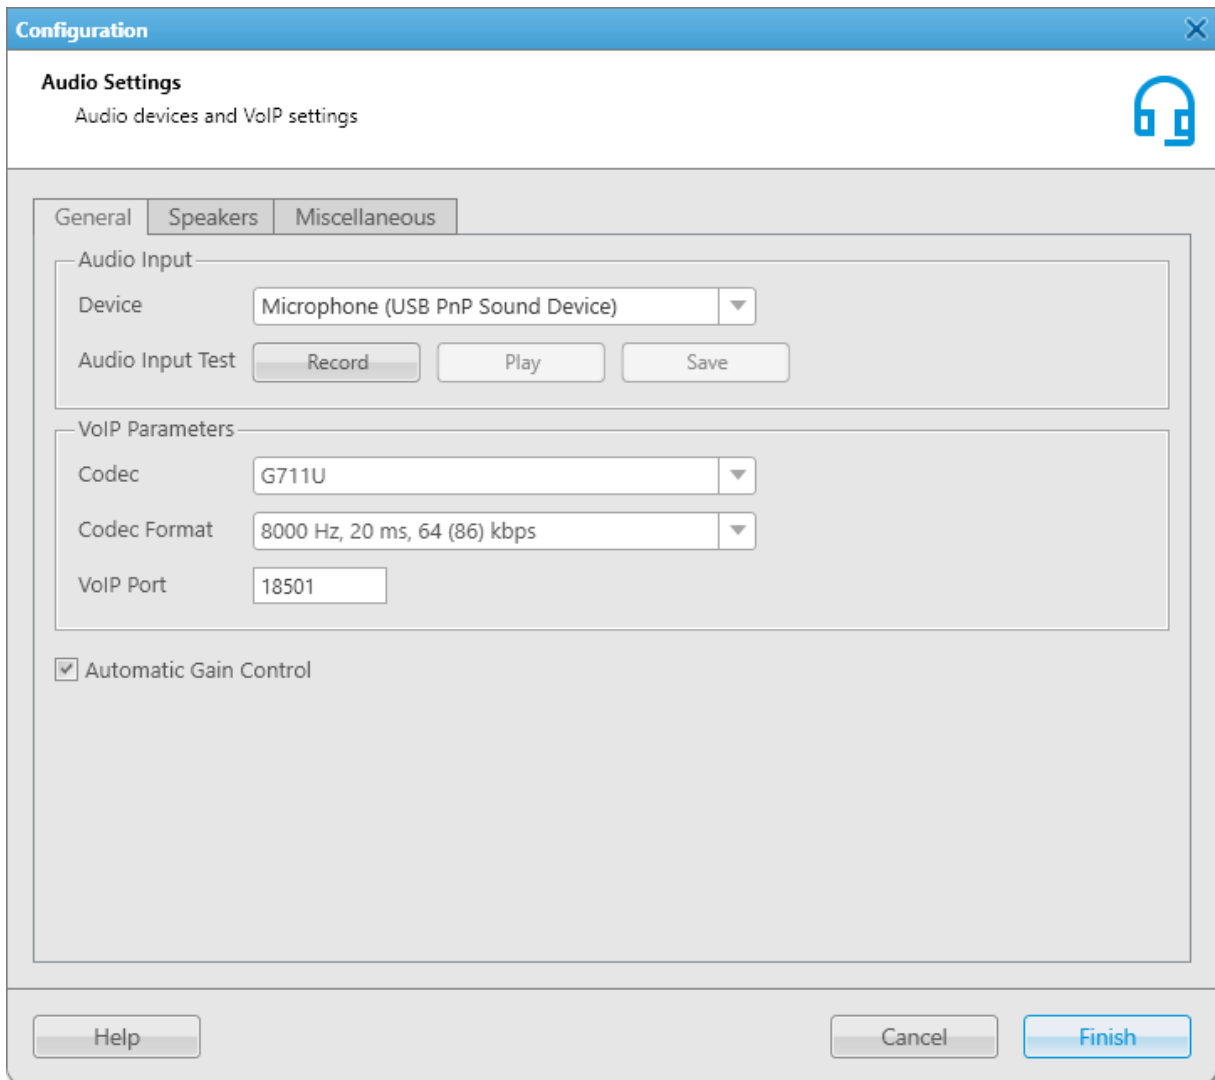 Configuration
Audio Settings
Audio devices and VoIP settings
General Speakers Miscellaneous
Audio Input
Device Microphone (USB PnP Sound Device)
Audio Input Test Record Play Save
VoIP Parameters
Codec G711U
Codec Format 8000 Hz, 20 ms, 64 (86) kbps
VoIP Port 18501
Automatic Gain Control
Help Cancel Finish